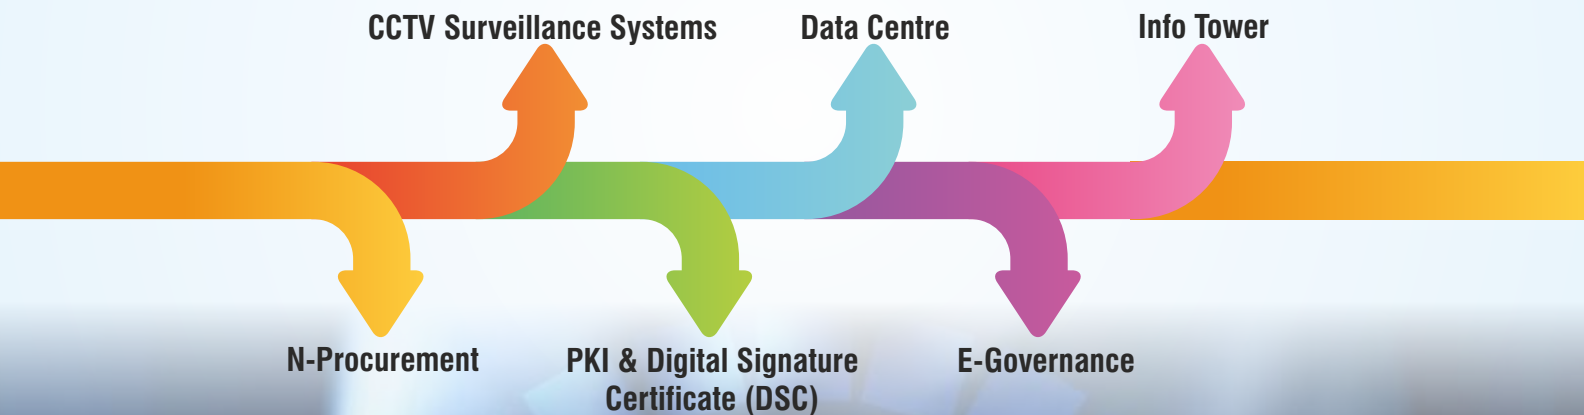 CCTV Surveillance Systems
Data Centre
Info Tower
N-Procurement
PKI & Digital Signature
Certificate (DSC)
E-Governance